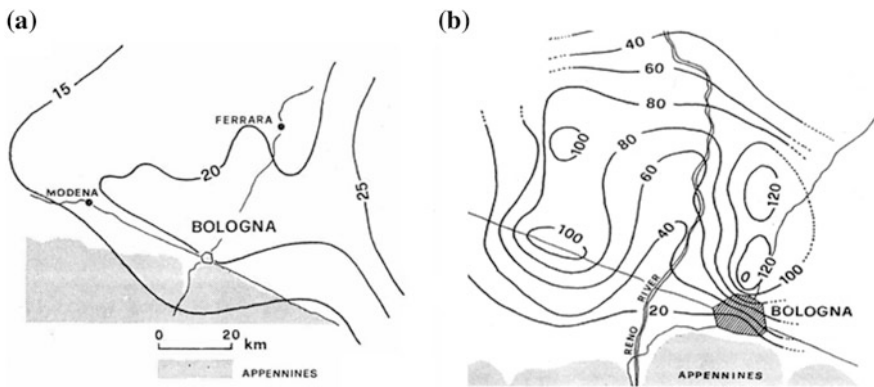 (a)
15
FERRARA
20
MODENA
25
BOLOGNA
0 20
km
APPENNINES
(b)
40
60
80
100
80
60
120
100
40
120
100
RIVER
20
BOLOGNA
RENO
APPENNINES